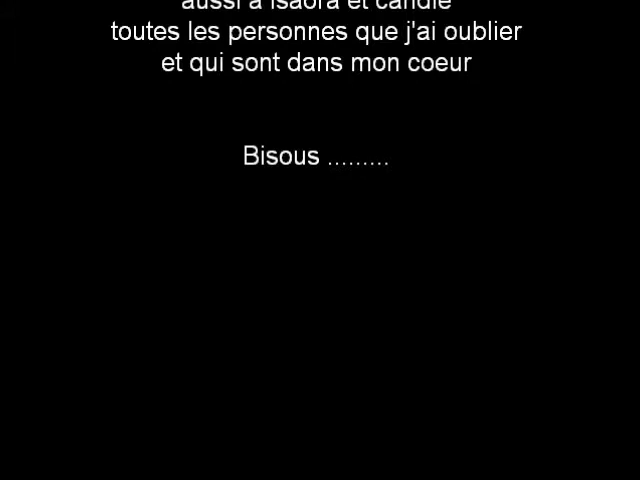 aussi à isaora et candie
toutes les personnes que j'ai oublier
et qui sont dans mon coeur
Bisous .........